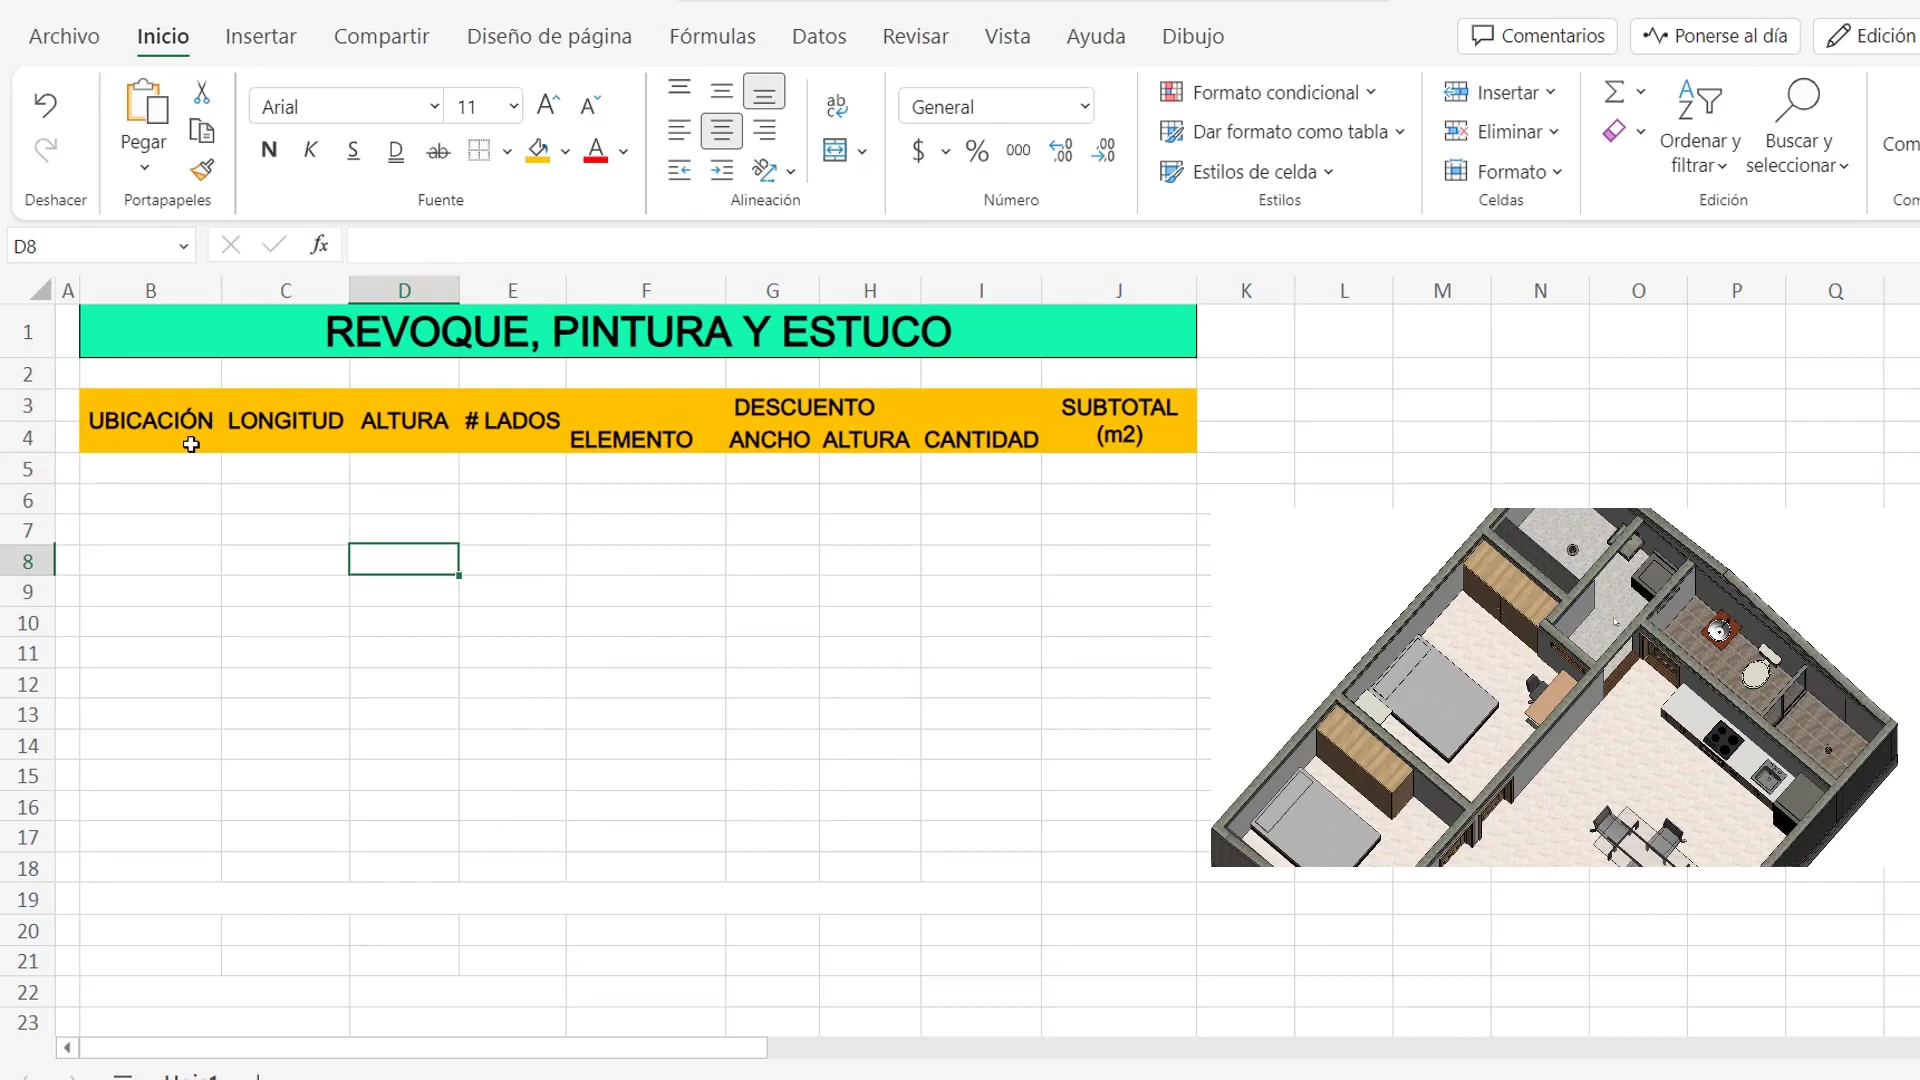 Archivo Inicio Insertar Compartir Diseño de página Fórmulas Datos Revisar Vista Ayuda Dibujo Comentarios Ponerse al día Edición
Pegar Arial 11 General Formato condicional Insertar
N K S D ab $ % 000 Dar formato como tabla Eliminar Ordenar y filtrar Buscar y seleccionar
Estilos de celda Formato
Deshacer Portapapeles Fuente Alineación Número Estilos Celdas Edición
D8 fx
A B C D E F G H I J K L M N O P Q
1 REVOQUE, PINTURA Y ESTUCO
2
3 UBICACIÓN LONGITUD ALTURA # LADOS DESCUENTO SUBTOTAL
4 ELEMENTO ANCHO ALTURA CANTIDAD (m2)
5
6
7
8
9
10
11
12
13
14
15
16
17
18
19
20
21
22
23